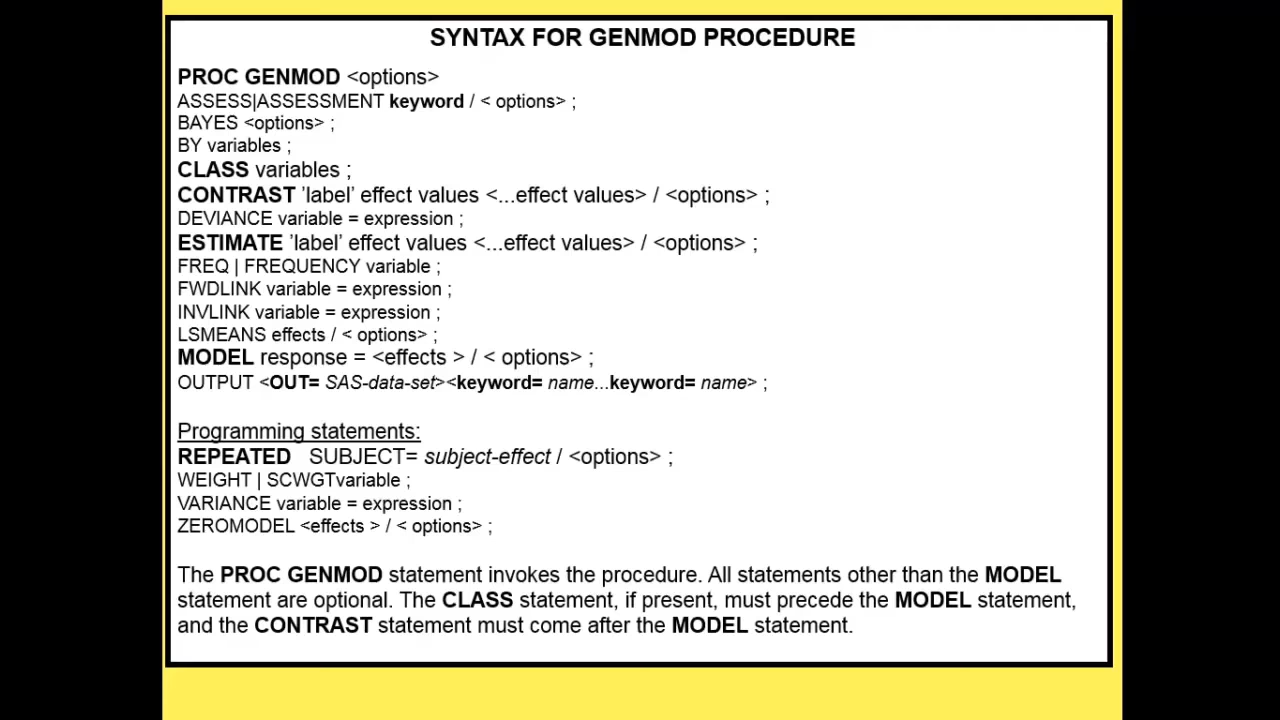 SYNTAX FOR GENMOD PROCEDURE
PROC GENMOD <options>
ASSESS|ASSESSMENT keyword / < options> ;
BAYES <options> ;
BY variables ;
CLASS variables ;
CONTRAST ’label’ effect values <...effect values> / <options> ;
DEVIANCE variable = expression ;
ESTIMATE ’label’ effect values <...effect values> / <options> ;
FREQ | FREQUENCY variable ;
FWDLINK variable = expression ;
INVLINK variable = expression ;
LSMEANS effects / < options> ;
MODEL response = <effects > / < options> ;
OUTPUT <OUT= SAS-data-set><keyword= name...keyword= name> ;
Programming statements:
REPEATED SUBJECT= subject-effect / <options> ;
WEIGHT | SCWGTvariable ;
VARIANCE variable = expression ;
ZEROMODEL <effects > / < options> ;
The PROC GENMOD statement invokes the procedure. All statements other than the MODEL
statement are optional. The CLASS statement, if present, must precede the MODEL statement,
and the CONTRAST statement must come after the MODEL statement.